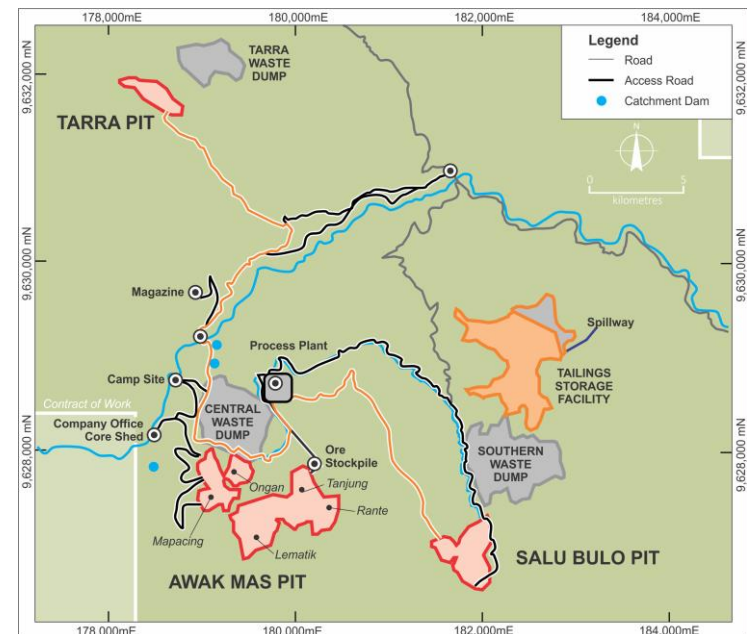 178,000mE
180,000mE
182,000mE
184,000mE
9,632,000 mN
9,630,000 mN
9,628,000 mN
9,632,000 mN
9,630,000 mN
9,628,000 mN
Legend
Road
Access Road
Catchment Dam
N
0 5
kilometres
TARRA
WASTE
DUMP
TARRA PIT
Magazine
Process Plant
Spillway
TAILINGS
STORAGE
FACILITY
Camp Site
Contract of Work
Company Office
Core Shed
CENTRAL
WASTE
DUMP
Ore
Stockpile
SOUTHERN
WASTE
DUMP
Ongan
Tanjung
Rante
Mapacing
Lematik
AWAK MAS PIT
SALU BULO PIT
178,000mE
180,000mE
182,000mE
184,000mE